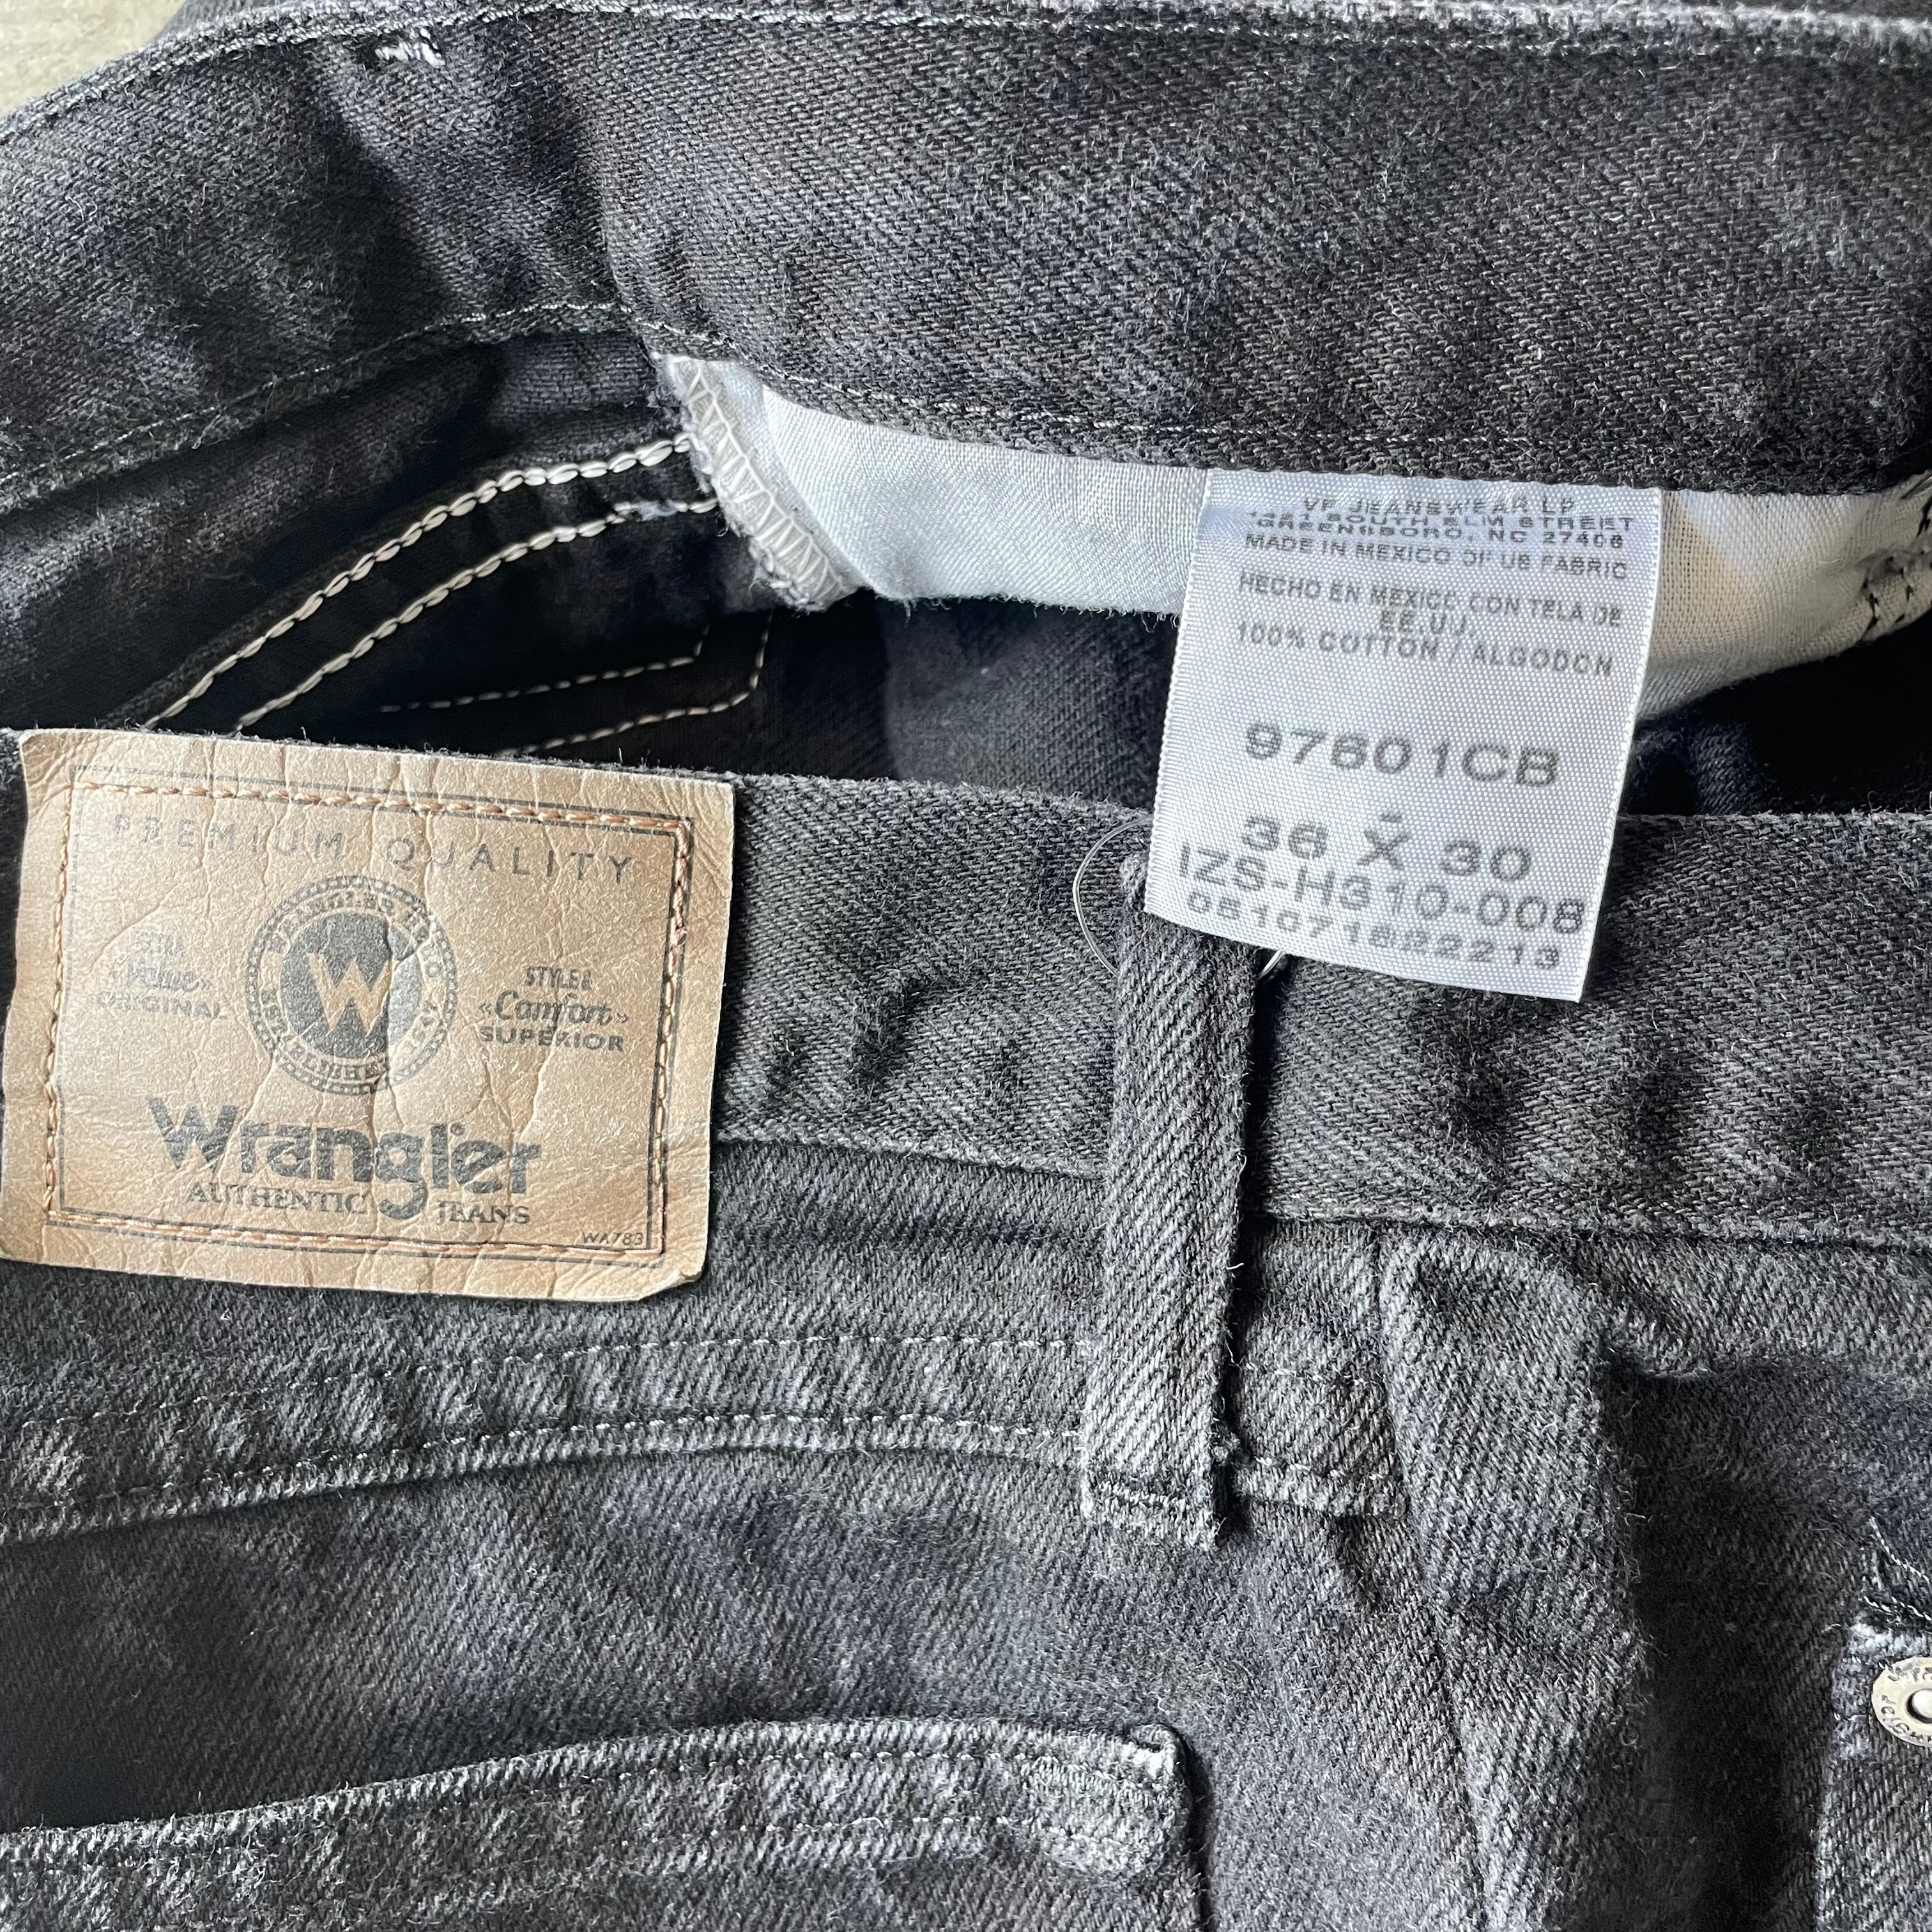 VF JEANSWEAR LP
SOUTH ELM STREET
GREENSBORO, NC 27406
MADE IN MEXICO OF US FABRIC
HECHO EN MEXICO CON TELA DE
EE.UU.
100% COTTON / ALGODON
97601CB
36 X 30
IZS-H310-008
PREMIUM QUALITY
Value
ORIGINAL
W
STYLE &
«Comfort»
SUPERIOR
Wrangler
AUTHENTIC JEANS
WA783